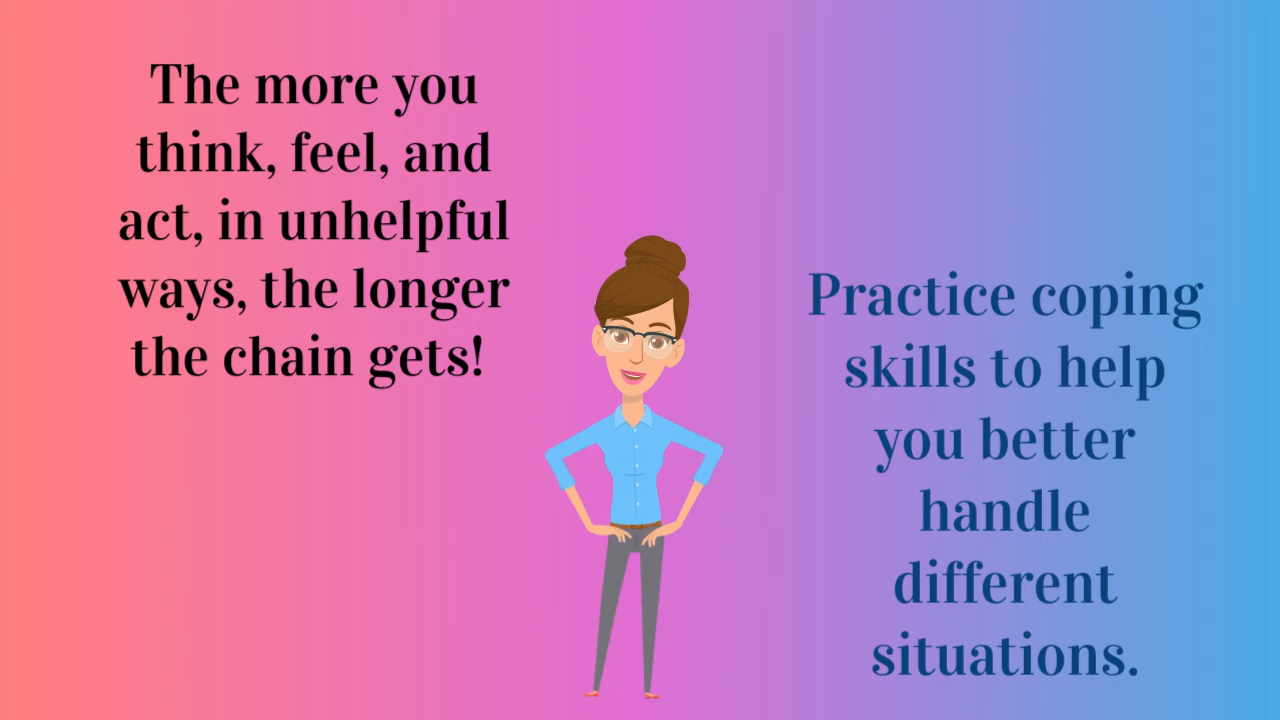 The more you
think, feel, and
act, in unhelpful
ways, the longer
the chain gets!
Practice coping
skills to help
you better
handle
different
situations.